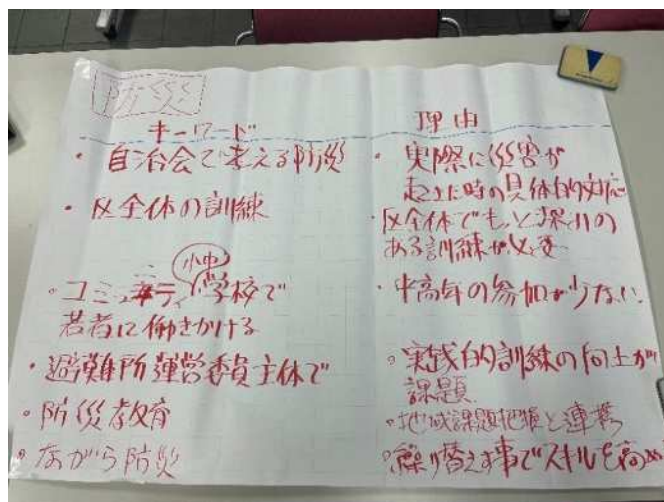 防災
キーワード
・自治会で考える防災
・区全体の訓練
小中
・コミュニティ学校で
若者に働きかける
・避難所運営委員主体で
・防災教育
・ながら防災
理由
・実際に災害が
起きた時の具体的対応
・区全体でもっと深れの
ある訓練が必要
・中高年の参加が少ない
・実践的訓練の向上が
課題
・地域課題把握と連携
・繰り替えす事でスキルを高め